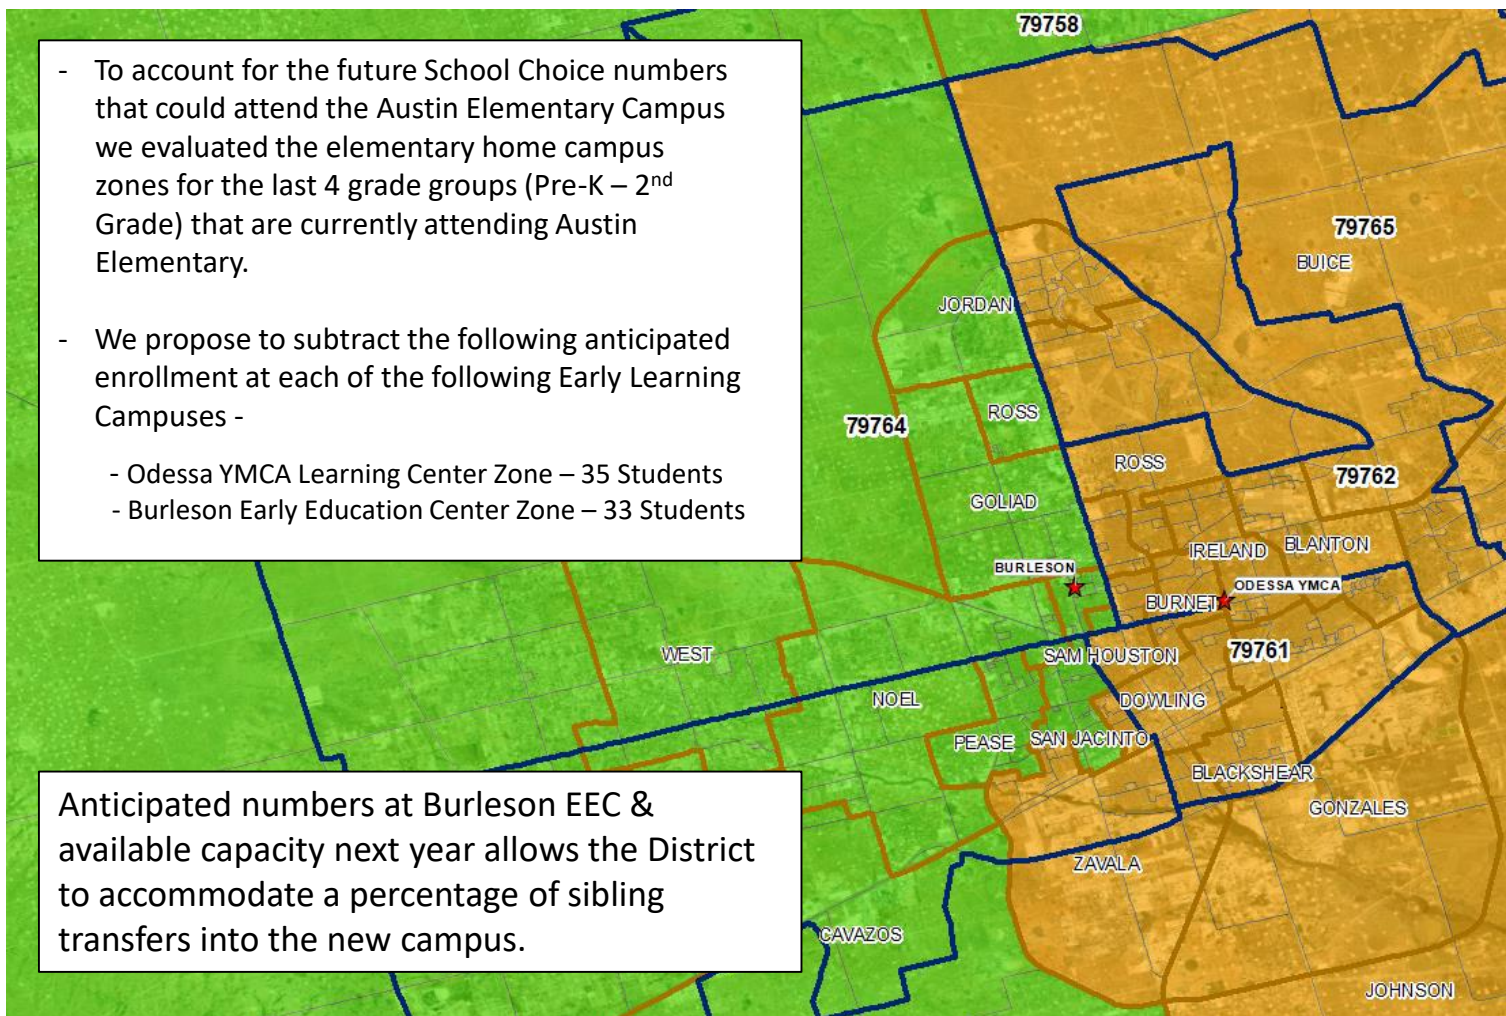 - To account for the future School Choice numbers
that could attend the Austin Elementary Campus
we evaluated the elementary home campus
zones for the last 4 grade groups (Pre-K – 2nd
Grade) that are currently attending Austin
Elementary.
- We propose to subtract the following anticipated
enrollment at each of the following Early Learning
Campuses -
- Odessa YMCA Learning Center Zone – 35 Students
- Burleson Early Education Center Zone – 33 Students
Anticipated numbers at Burleson EEC &
available capacity next year allows the District
to accommodate a percentage of sibling
transfers into the new campus.
79758
79765
BUICE
JORDAN
ROSS
79764
ROSS
79762
GOLIAD
IRELAND
BLANTON
BURLESON
ODESSA YMCA
BURNET
WEST
SAM HOUSTON
79761
NOEL
DOWLING
PEASE
SAN JACINTO
BLACKSHEAR
GONZALES
ZAVALA
CAVAZOS
JOHNSON